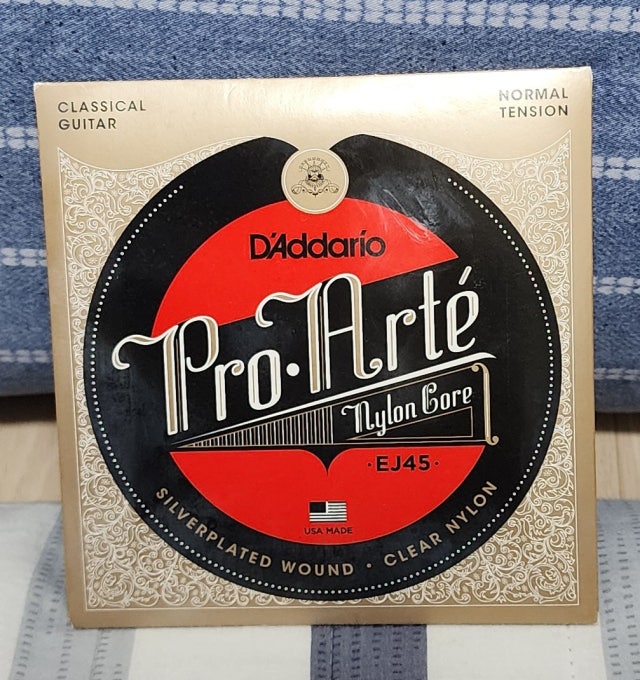 CLASSICAL
GUITAR
NORMAL
TENSION
D'Addario
Pro·Arté
Nylon Core
·EJ45·
USA MADE
SILVERPLATED WOUND • CLEAR NYLON